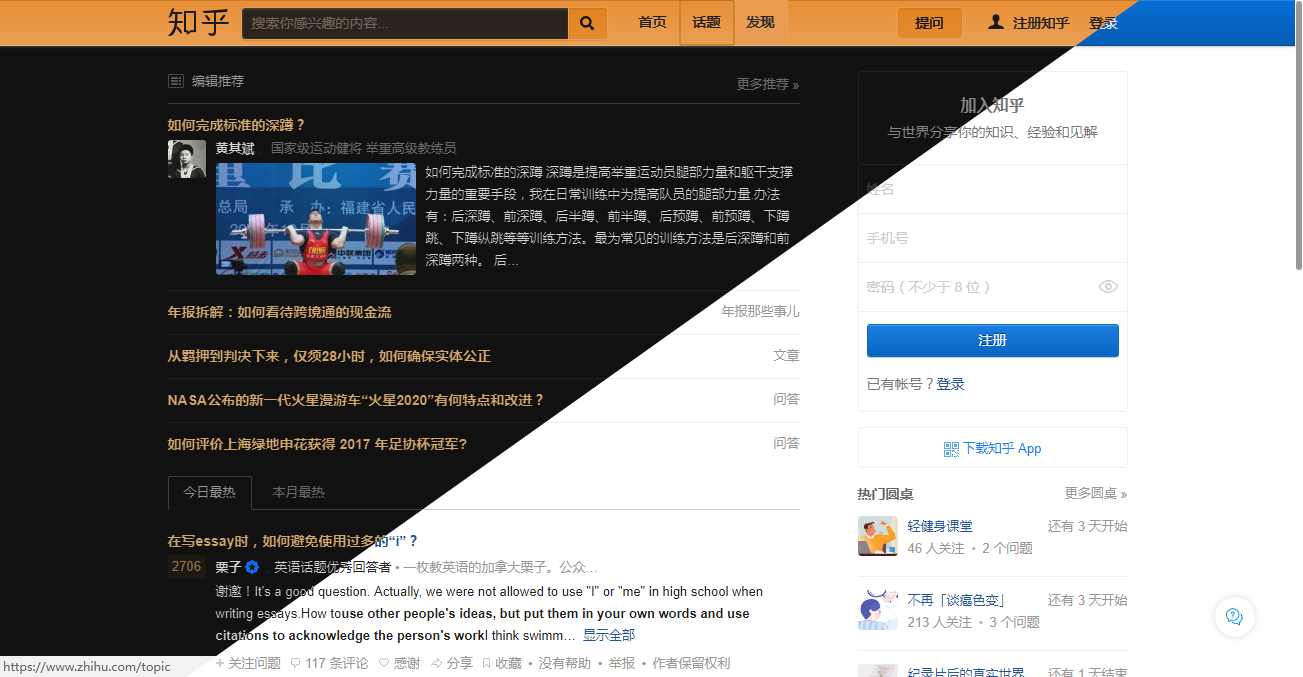 知乎
搜索你感兴趣的内容...
首页 话题 发现
提问 注册知乎 登录
编辑推荐 更多推荐 »
如何完成标准的深蹲？
黄其斌 国家级运动健将 举重高级教练员
重 比 赛
总局 承 办：福建省人民
CHINA
如何完成标准的深蹲 深蹲是提高举重运动员腿部力量和躯干支撑
力量的重要手段，我在日常训练中为提高队员的腿部力量.办法
有：后深蹲、前深蹲、后半蹲、前半蹲、后预蹲、前预蹲、下蹲
跳、下蹲纵跳等等训练方法。最为常见的训练方法是后深蹲和前
深蹲两种。 后…
年报拆解：如何看待跨境通的现金流 年报那些事儿
从羁押到判决下来，仅须28小时，如何确保实体公正 文章
NASA公布的新一代火星漫游车“火星2020”有何特点和改进？ 问答
如何评价上海绿地申花获得 2017 年足协杯冠军? 问答
今日最热 本月最热
在写essay时，如何避免使用过多的“i”？
2706 栗子 英语话题优秀回答者 • 一枚教英语的加拿大栗子。公众…
谢邀！It's a good question. Actually, we were not allowed to use "I" or "me" in high school when
writing essays.How touse other people's ideas, but put them in your own words and use
citations to acknowledge the person's workI think swimm… 显示全部
+ 关注问题 117 条评论 感谢 分享 收藏 • 没有帮助 • 举报 • 作者保留权利
加入知乎
与世界分享你的知识、经验和见解
姓名
手机号
密码（不少于 8 位）
注册
已有帐号？登录
下载知乎 App
热门圆桌 更多圆桌 »
轻健身课堂 还有 3 天开始
46 人关注 • 2 个问题
不再「谈癌色变」 还有 3 天开始
213 人关注 • 3 个问题
纪录片后的真实世界 还有 1 天结束
https://www.zhihu.com/topic